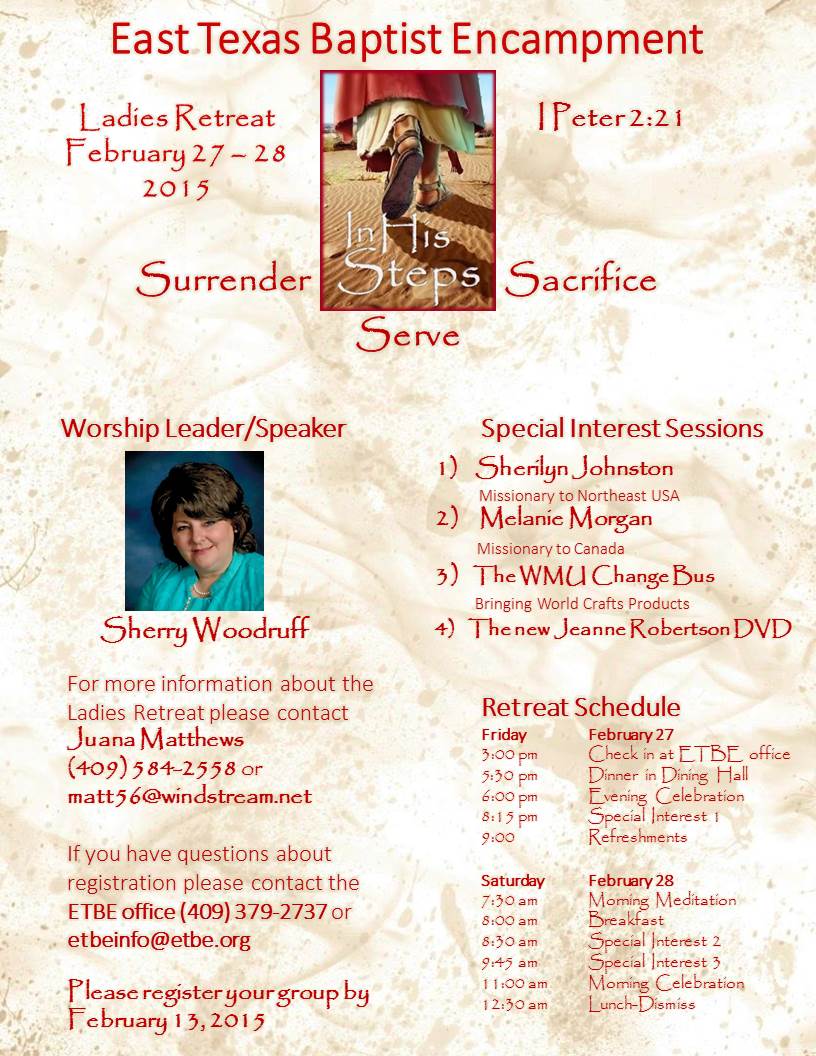 East Texas Baptist Encampment
Ladies Retreat
February 27 – 28
2015
I Peter 2:21
In His
Steps
Surrender
Sacrifice
Serve
Worship Leader/Speaker
Sherry Woodruff
For more information about the
Ladies Retreat please contact
Juana Matthews
(409) 584-2558 or
matt56@windstream.net
If you have questions about
registration please contact the
ETBE office (409) 379-2737 or
etbeinfo@etbe.org
Please register your group by
February 13, 2015
Special Interest Sessions
1) Sherilyn Johnston
Missionary to Northeast USA
2) Melanie Morgan
Missionary to Canada
3) The WMU Change Bus
Bringing World Crafts Products
4) The new Jeanne Robertson DVD
Retreat Schedule
Friday February 27
3:00 pm Check in at ETBE office
5:30 pm Dinner in Dining Hall
6:00 pm Evening Celebration
8:15 pm Special Interest 1
9:00 Refreshments
Saturday February 28
7:30 am Morning Meditation
8:00 am Breakfast
8:30 am Special Interest 2
9:45 am Special Interest 3
11:00 am Morning Celebration
12:30 am Lunch-Dismiss